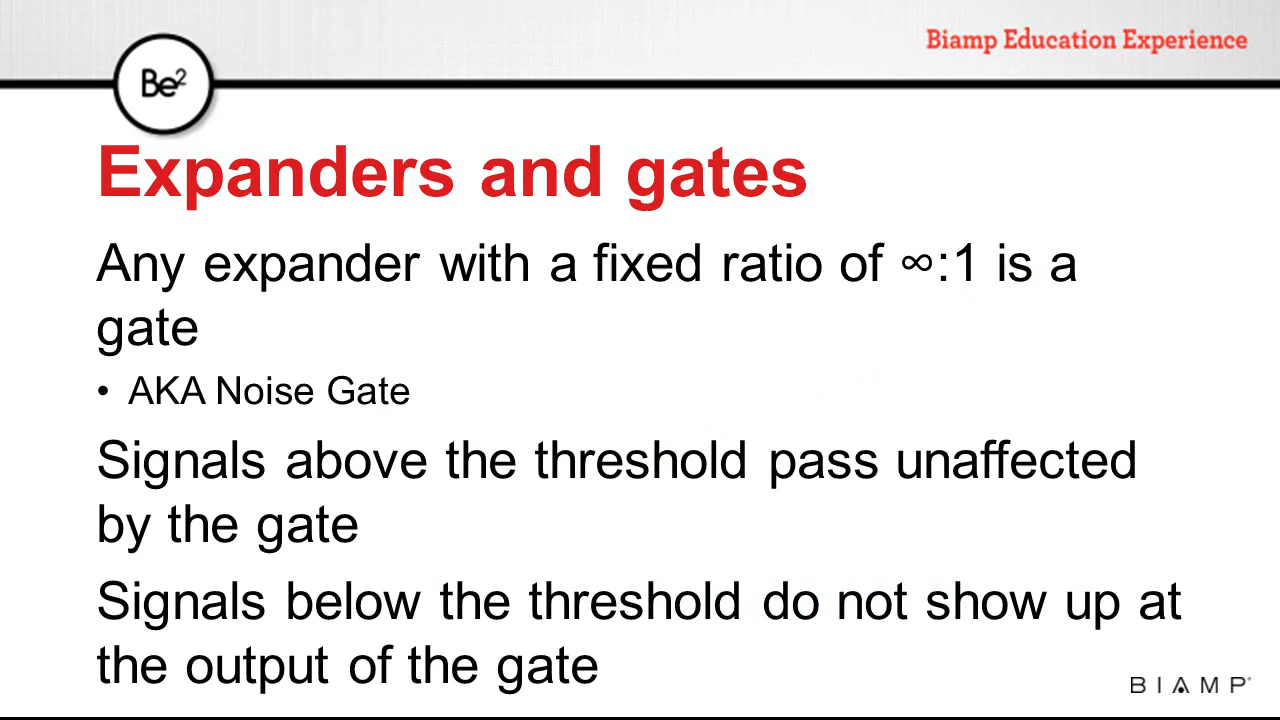 Biamp Education Experience
Be²
Expanders and gates
Any expander with a fixed ratio of ∞:1 is a
gate
• AKA Noise Gate
Signals above the threshold pass unaffected
by the gate
Signals below the threshold do not show up at
the output of the gate
BIAMP®